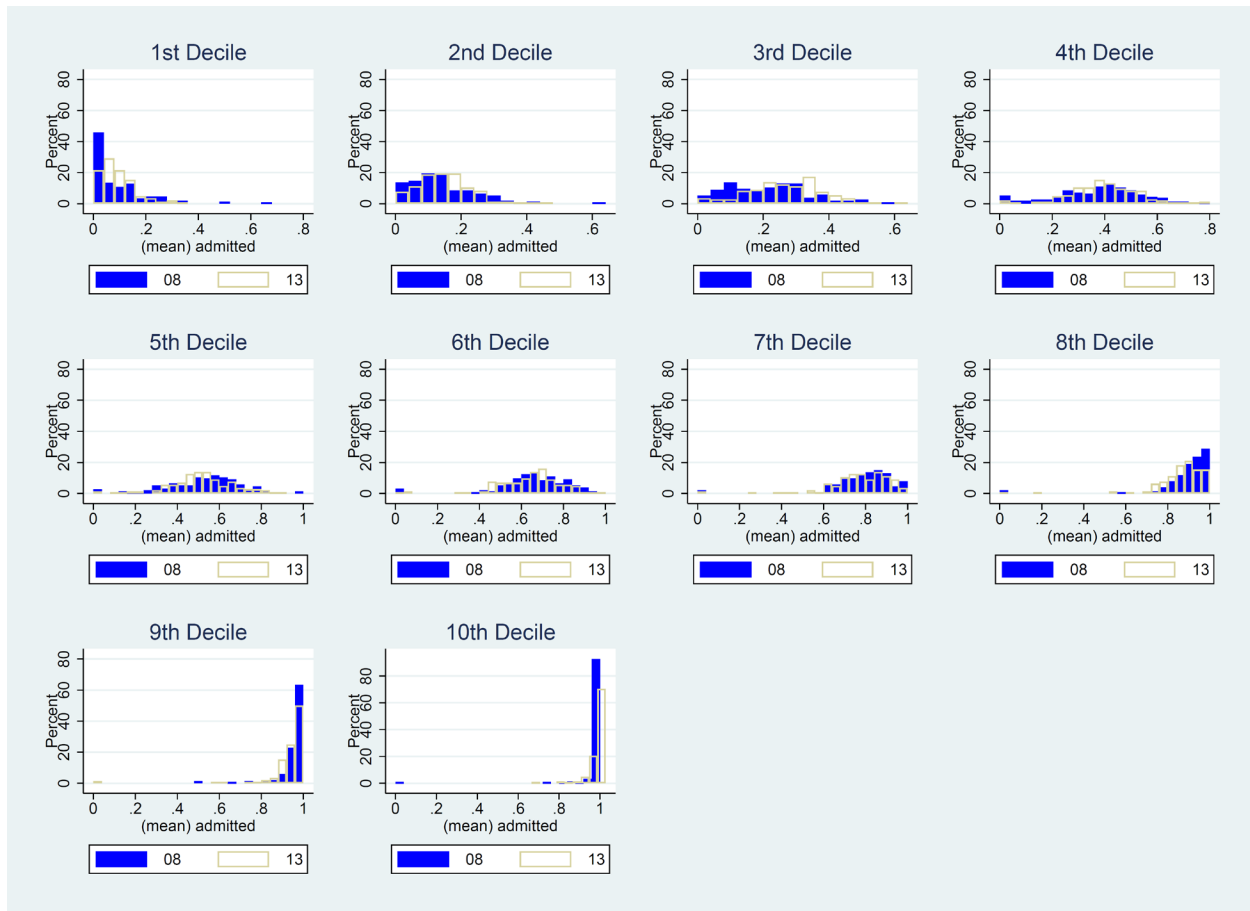 1st Decile
Percent
80
60
40
20
0
0 .2 .4 .6 .8
(mean) admitted
08 13
2nd Decile
Percent
80
60
40
20
0
0 .2 .4 .6
(mean) admitted
08 13
3rd Decile
Percent
80
60
40
20
0
0 .2 .4 .6
(mean) admitted
08 13
4th Decile
Percent
80
60
40
20
0
0 .2 .4 .6 .8
(mean) admitted
08 13
5th Decile
Percent
80
60
40
20
0
0 .2 .4 .6 .8 1
(mean) admitted
08 13
6th Decile
Percent
80
60
40
20
0
0 .2 .4 .6 .8 1
(mean) admitted
08 13
7th Decile
Percent
80
60
40
20
0
0 .2 .4 .6 .8 1
(mean) admitted
08 13
8th Decile
Percent
80
60
40
20
0
0 .2 .4 .6 .8 1
(mean) admitted
08 13
9th Decile
Percent
80
60
40
20
0
0 .2 .4 .6 .8 1
(mean) admitted
08 13
10th Decile
Percent
80
60
40
20
0
0 .2 .4 .6 .8 1
(mean) admitted
08 13